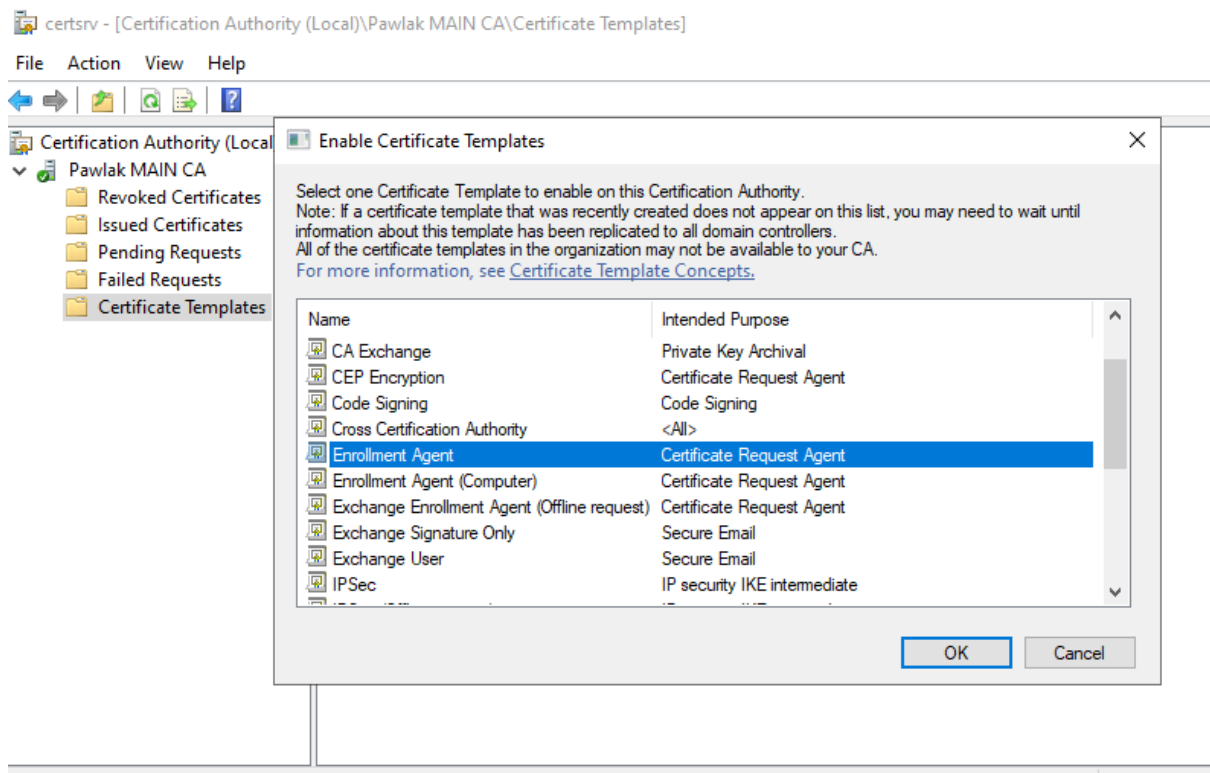 certsrv - [Certification Authority (Local)\Pawlak MAIN CA\Certificate Templates]
File Action View Help
Certification Authority (Local
Pawlak MAIN CA
Revoked Certificates
Issued Certificates
Pending Requests
Failed Requests
Certificate Templates
Enable Certificate Templates
Select one Certificate Template to enable on this Certification Authority.
Note: If a certificate template that was recently created does not appear on this list, you may need to wait until
information about this template has been replicated to all domain controllers.
All of the certificate templates in the organization may not be available to your CA.
For more information, see Certificate Template Concepts.
Name Intended Purpose
CA Exchange Private Key Archival
CEP Encryption Certificate Request Agent
Code Signing Code Signing
Cross Certification Authority <All>
Enrollment Agent Certificate Request Agent
Enrollment Agent (Computer) Certificate Request Agent
Exchange Enrollment Agent (Offline request) Certificate Request Agent
Exchange Signature Only Secure Email
Exchange User Secure Email
IPSec IP security IKE intermediate
OK Cancel